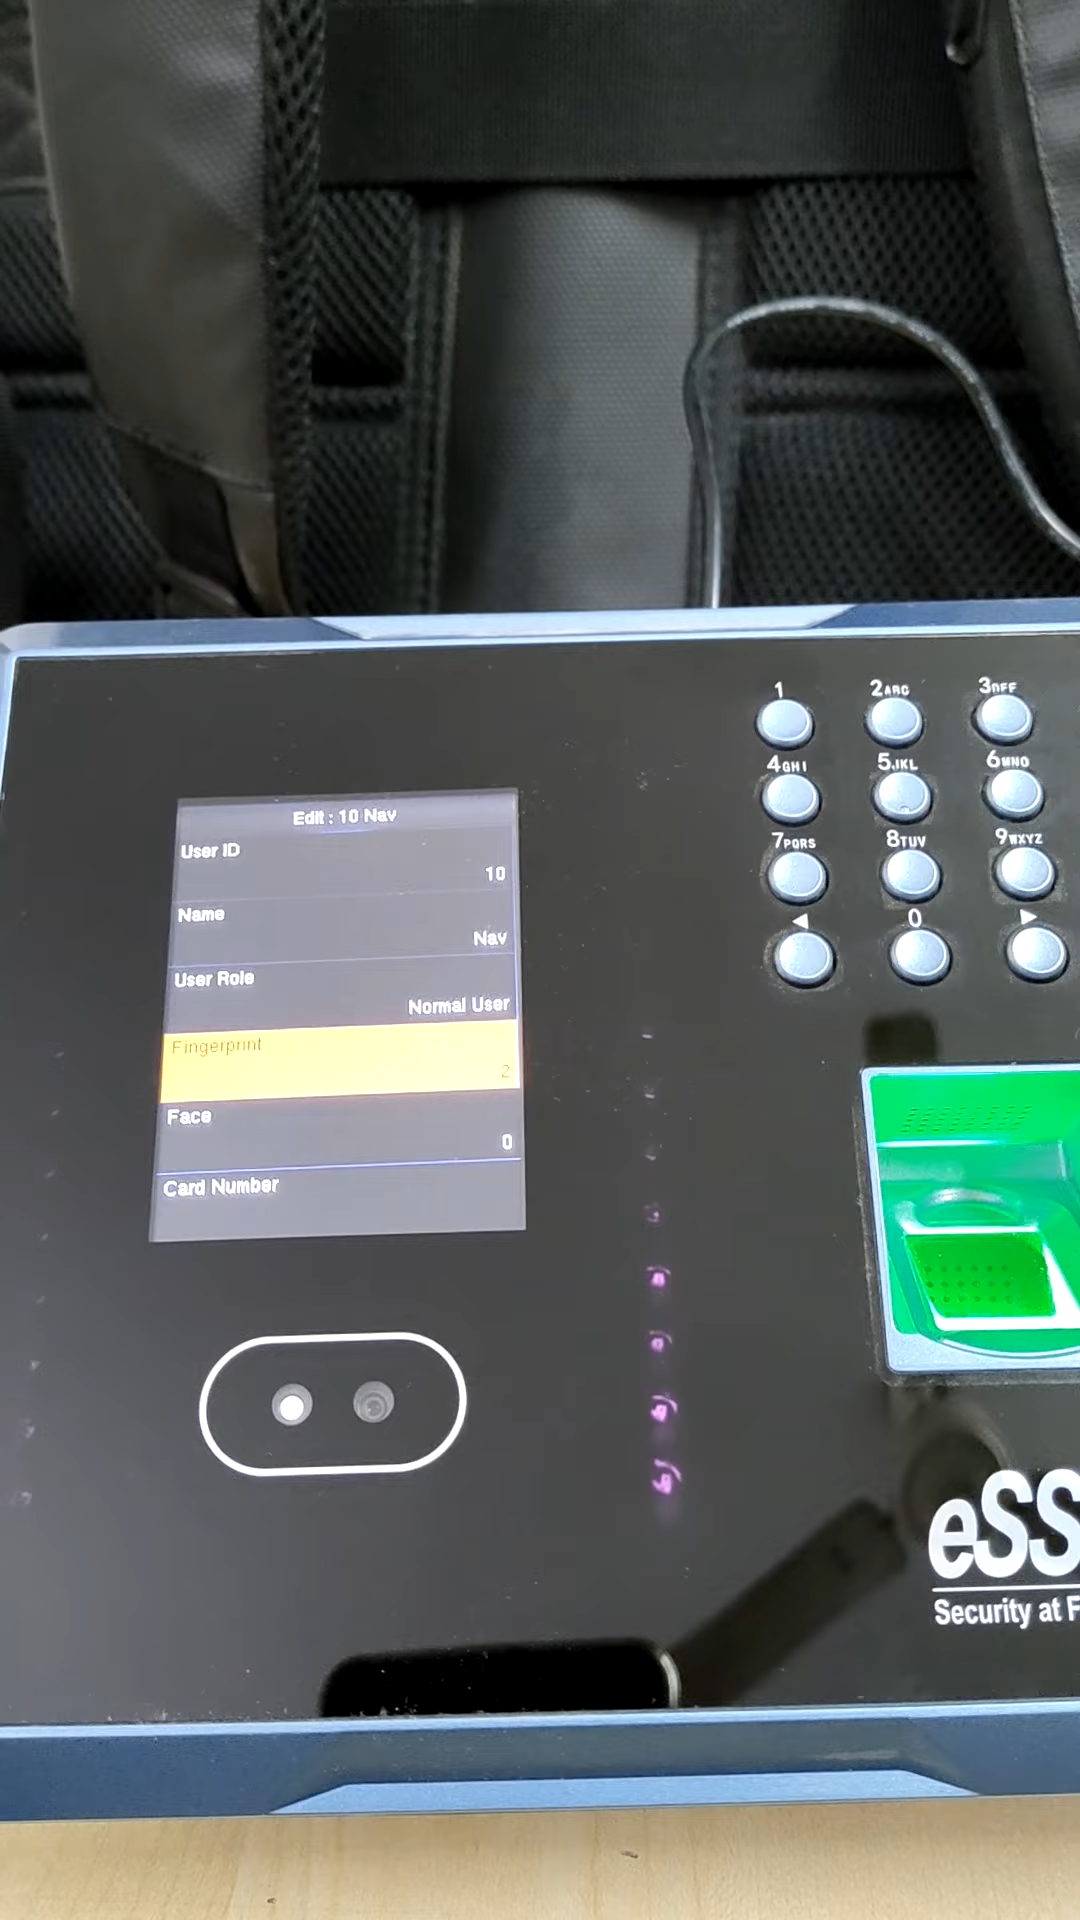 Edit : 10 Nav
User ID
10
Name
Nav
User Role
Normal User
Fingerprint
2
Face
0
Card Number
1 2ABC 3DEF
4GHI 5JKL 6MNO
7PQRS 8TUV 9WXYZ
0
eSS
Security at F